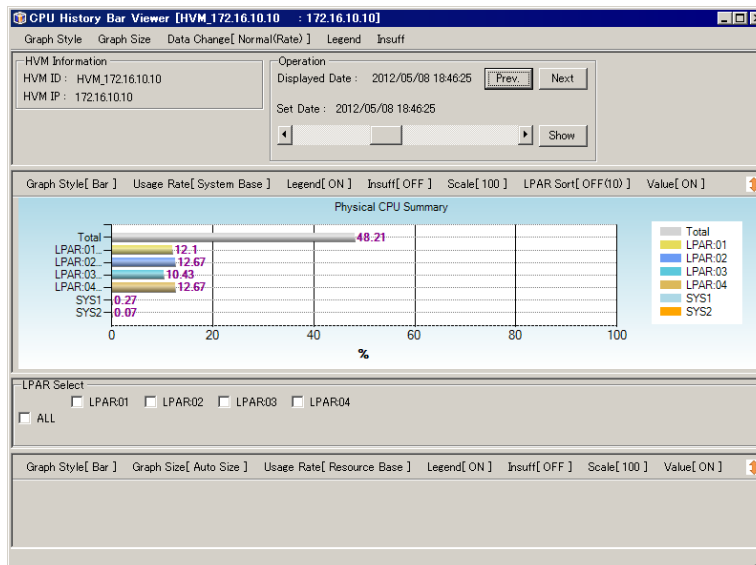 CPU History Bar Viewer [HVM_172.16.10.10 : 172.16.10.10]
Graph Style Graph Size Data Change[ Normal(Rate) ] Legend Insuff
HVM Information
HVM ID : HVM_172.16.10.10
HVM IP : 172.16.10.10
Operation
Displayed Date : 2012/05/08 18:46:25 Prev. Next
Set Date : 2012/05/08 18:46:25
Show
Graph Style[ Bar ] Usage Rate[ System Base ] Legend[ ON ] Insuff[ OFF ] Scale[ 100 ] LPAR Sort[ OFF(10) ] Value[ ON ]
Physical CPU Summary
Total 48.21
LPAR:01... 12.1
LPAR:02... 12.67
LPAR:03... 10.43
LPAR:04... 12.67
SYS1 0.27
SYS2 0.07
0 20 40 60 80 100
%
Total
LPAR:01
LPAR:02
LPAR:03
LPAR:04
SYS1
SYS2
LPAR Select
LPAR:01 LPAR:02 LPAR:03 LPAR:04
ALL
Graph Style[ Bar ] Graph Size[ Auto Size ] Usage Rate[ Resource Base ] Legend[ ON ] Insuff[ OFF ] Scale[ 100 ] Value[ ON ]